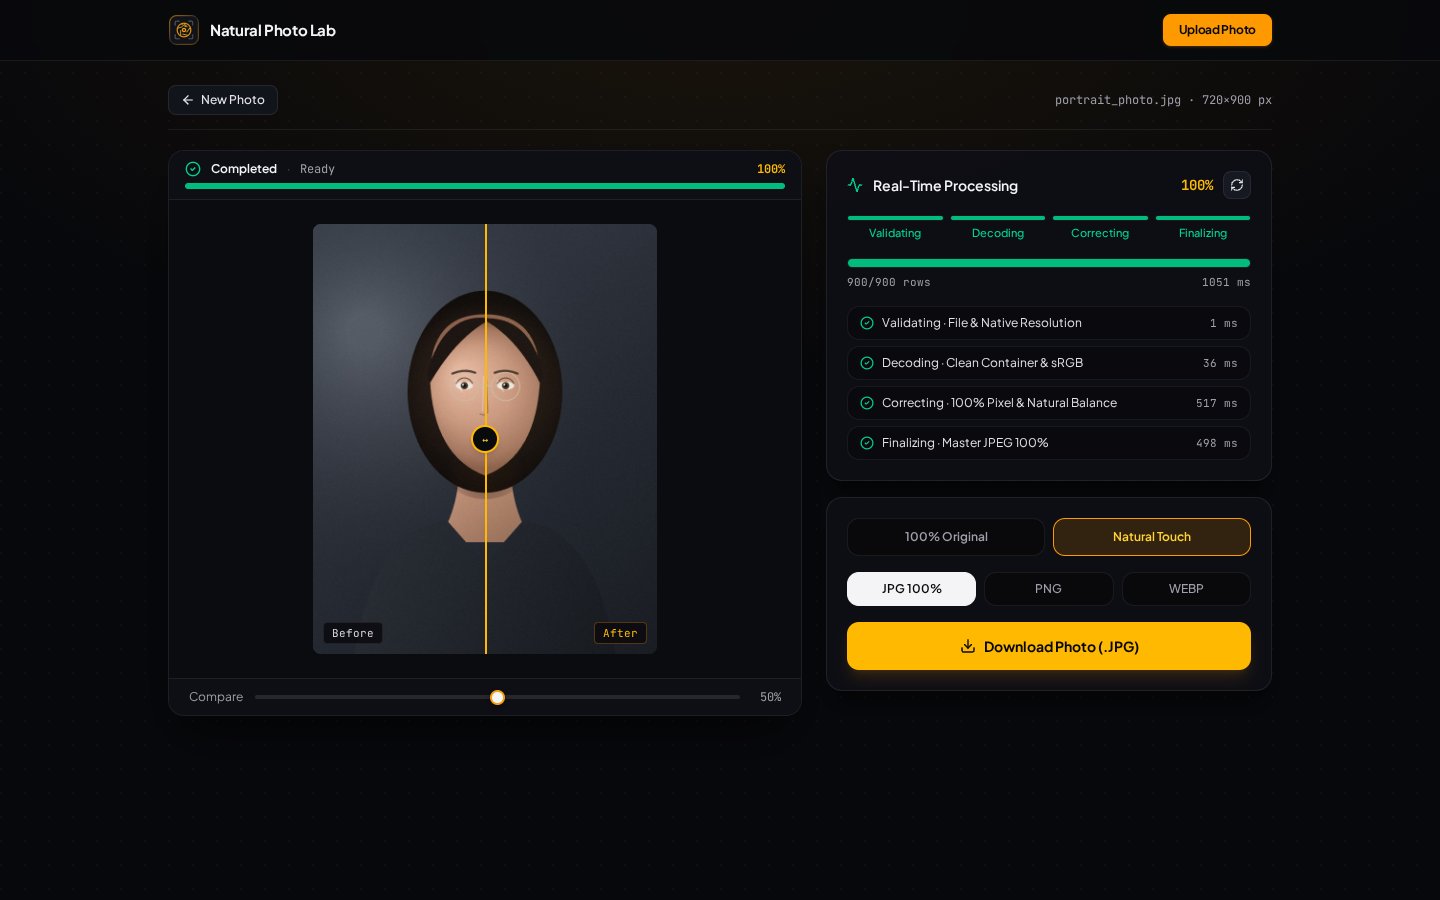 Natural Photo Lab
Upload Photo
New Photo
portrait_photo.jpg · 720×900 px
Completed · Ready 100%
Before
After
Compare 50%
Real-Time Processing 100%
Validating Decoding Correcting Finalizing
900/900 rows 1051 ms
Validating · File & Native Resolution 1 ms
Decoding · Clean Container & sRGB 36 ms
Correcting · 100% Pixel & Natural Balance 517 ms
Finalizing · Master JPEG 100% 498 ms
100% Original Natural Touch
JPG 100% PNG WEBP
Download Photo (.JPG)